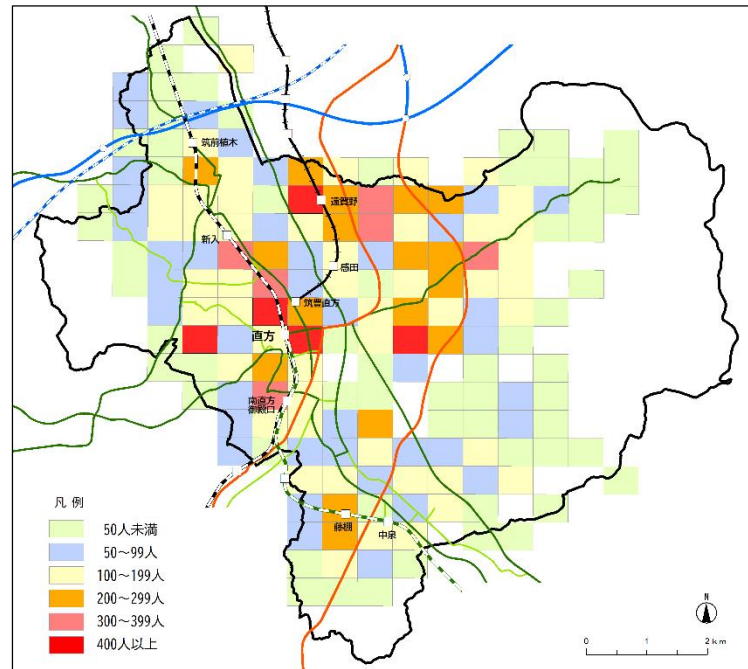 筑前植木
遠賀野
新入
感田
筑豊直方
直方
南直方
御殿口
藤棚
中泉
凡 例
50人未満
50～99人
100～199人
200～299人
300～399人
400人以上
N
0 1 2 km